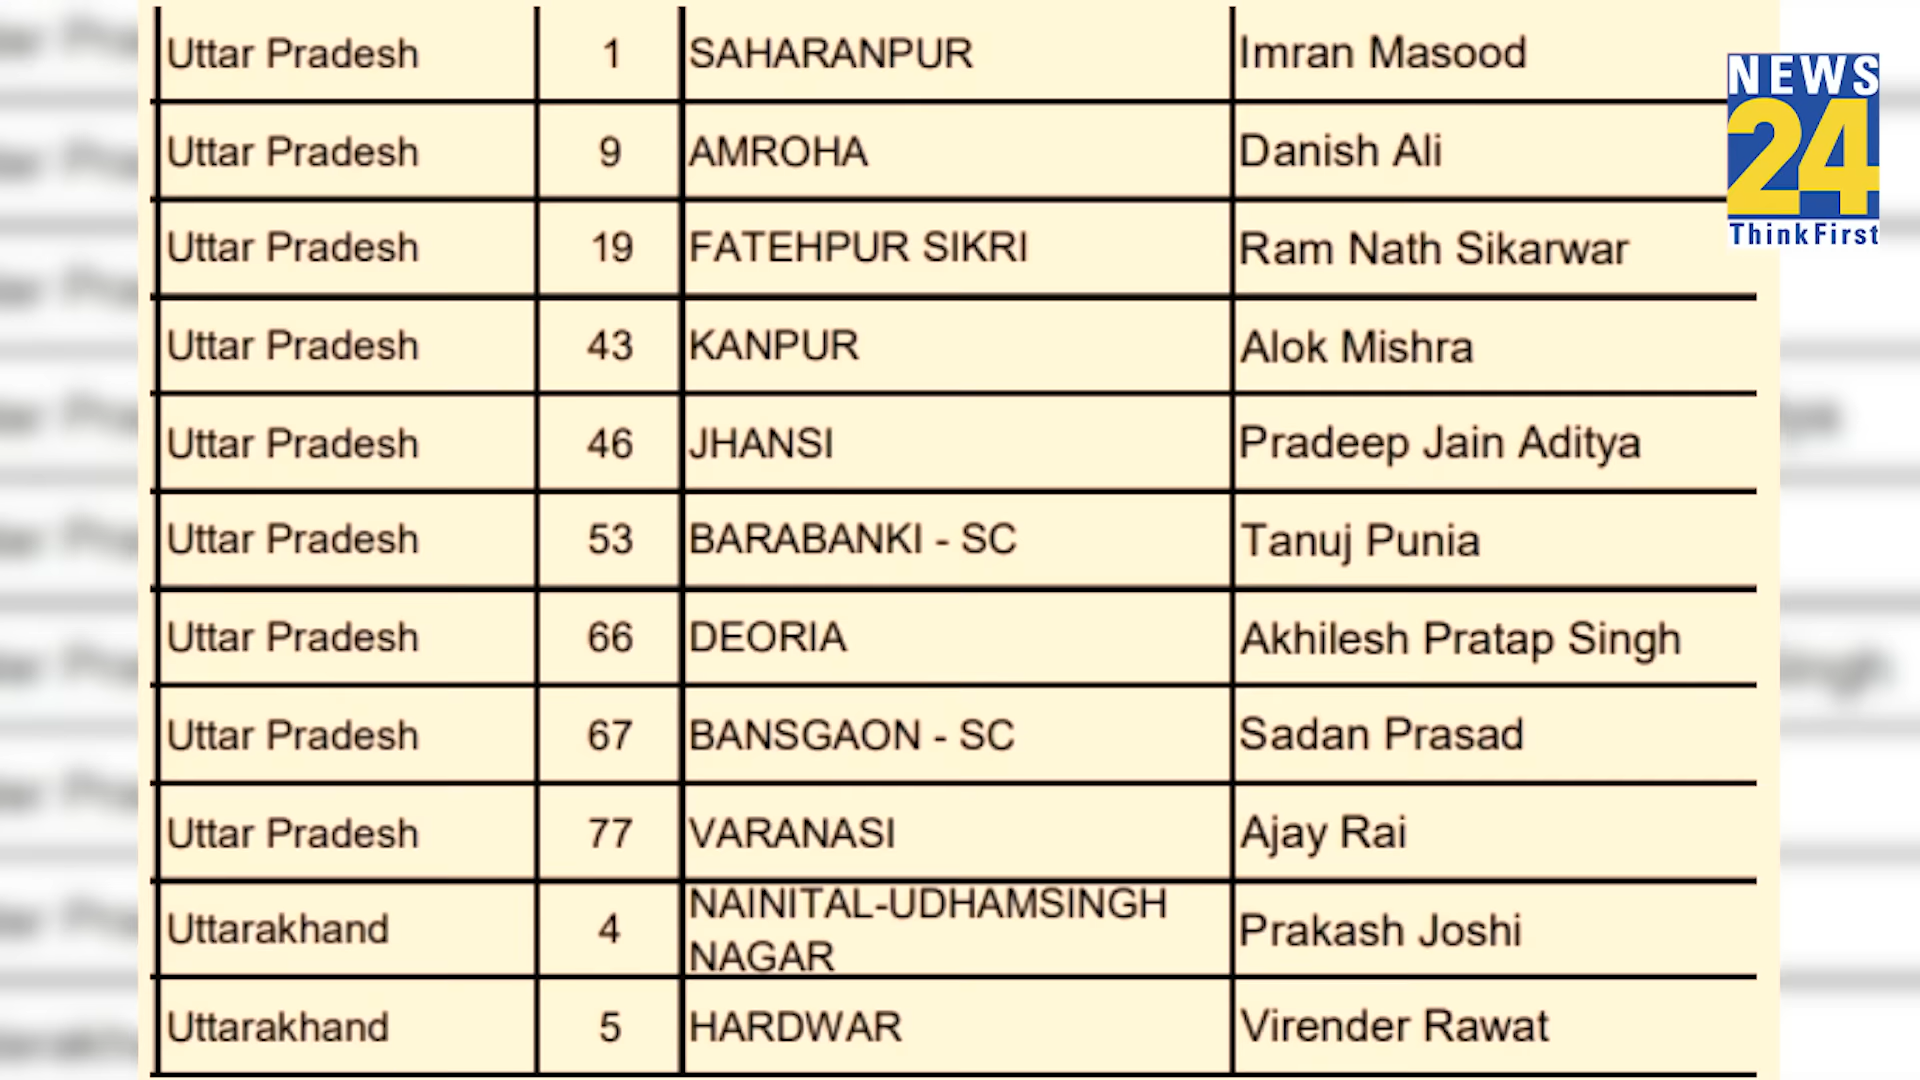 Uttar Pradesh 1 SAHARANPUR Imran Masood
NEWS
24
ThinkFirst
Uttar Pradesh 9 AMROHA Danish Ali
Uttar Pradesh 19 FATEHPUR SIKRI Ram Nath Sikarwar
Uttar Pradesh 43 KANPUR Alok Mishra
Uttar Pradesh 46 JHANSI Pradeep Jain Aditya
Uttar Pradesh 53 BARABANKI - SC Tanuj Punia
Uttar Pradesh 66 DEORIA Akhilesh Pratap Singh
Uttar Pradesh 67 BANSGAON - SC Sadan Prasad
Uttar Pradesh 77 VARANASI Ajay Rai
Uttarakhand 4 NAINITAL-UDHAMSINGH
NAGAR Prakash Joshi
Uttarakhand 5 HARDWAR Virender Rawat